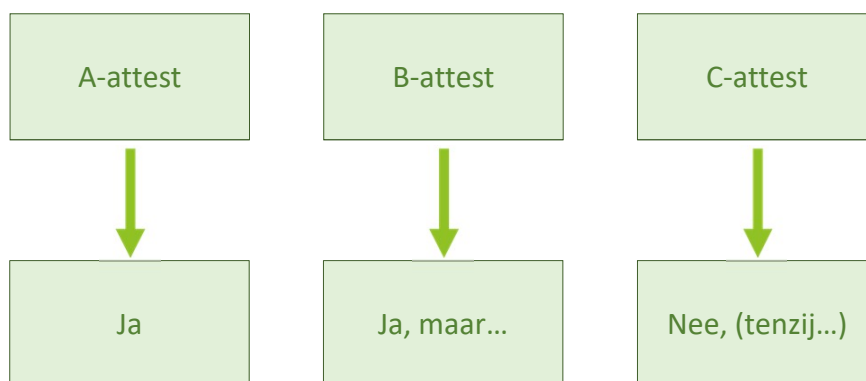 A-attest
B-attest
C-attest
Ja
Ja, maar…
Nee, (tenzij…)